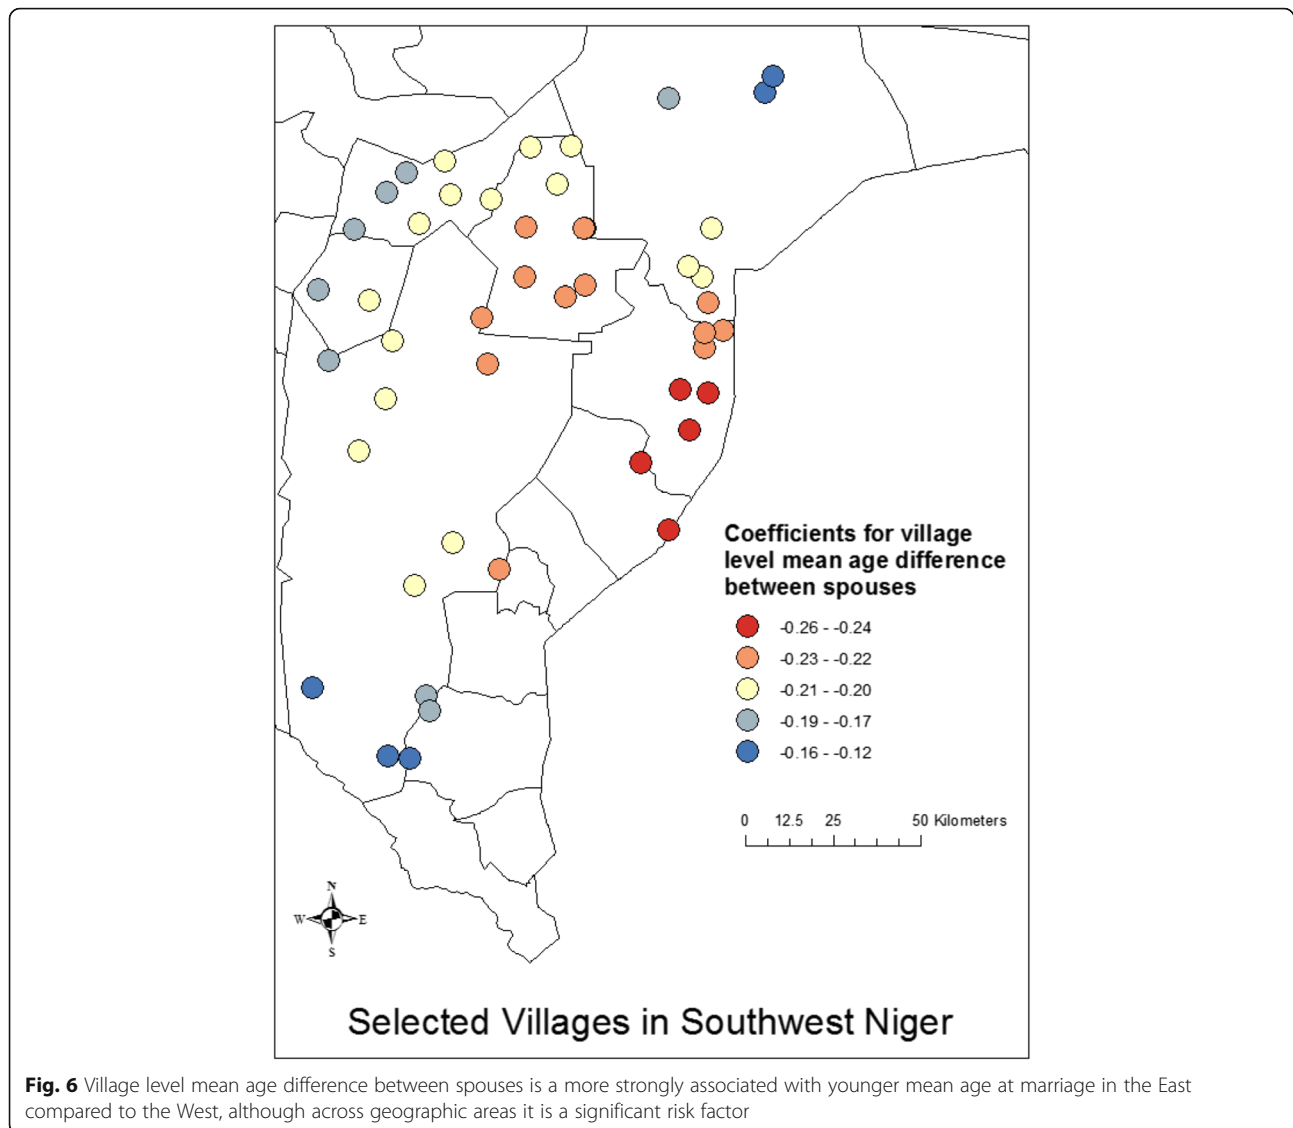 Coefficients for village
level mean age difference
between spouses
-0.26 - -0.24
-0.23 - -0.22
-0.21 - -0.20
-0.19 - -0.17
-0.16 - -0.12
0 12.5 25 50 Kilometers
N
W E
S
Selected Villages in Southwest Niger
Fig. 6 Village level mean age difference between spouses is a more strongly associated with younger mean age at marriage in the East
compared to the West, although across geographic areas it is a significant risk factor